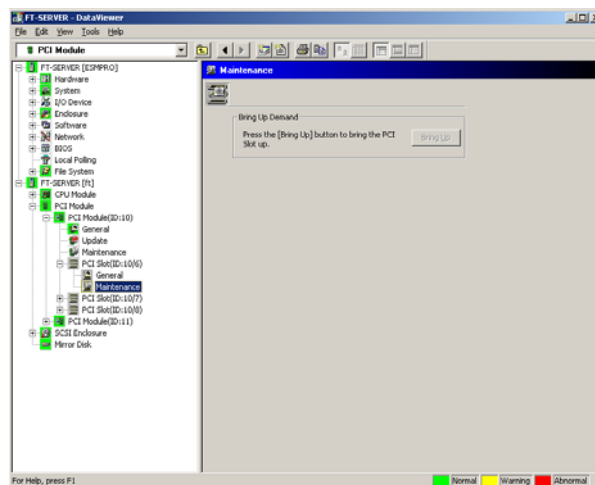 FT-SERVER - DataViewer
File Edit View Tools Help
PCI Module
FT-SERVER [ESMPRO]
Hardware
System
I/O Device
Enclosure
Software
Network
BIOS
Local Polling
File System
FT-SERVER [ft]
CPU Module
PCI Module
PCI Module(ID:10)
General
Update
Maintenance
PCI Slot(ID:10/6)
General
Maintenance
PCI Slot(ID:10/7)
PCI Slot(ID:10/8)
PCI Module(ID:11)
SCSI Enclosure
Mirror Disk
Maintenance
Bring Up Demand
Press the [Bring Up] button to bring the PCI
Slot up.
Bring Up
For Help, press F1
Normal Warning Abnormal